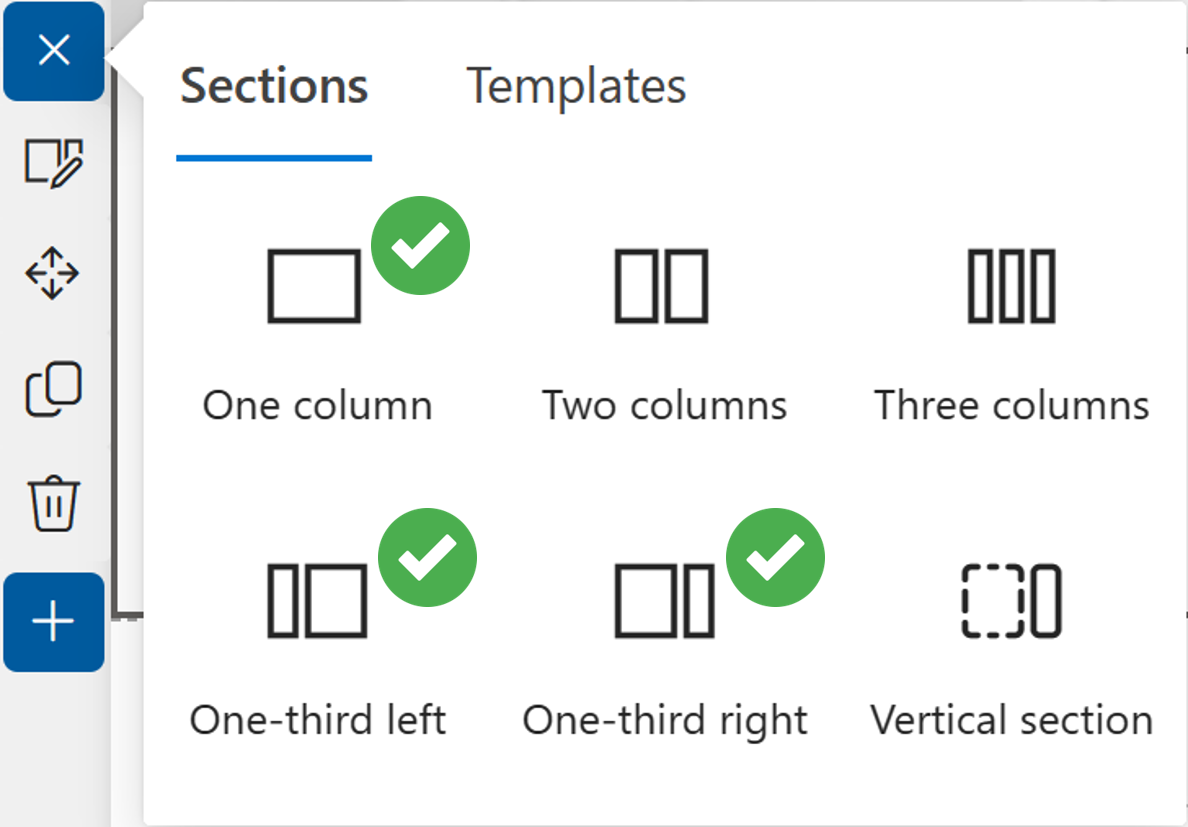 Sections Templates
One column Two columns Three columns
One-third left One-third right Vertical section